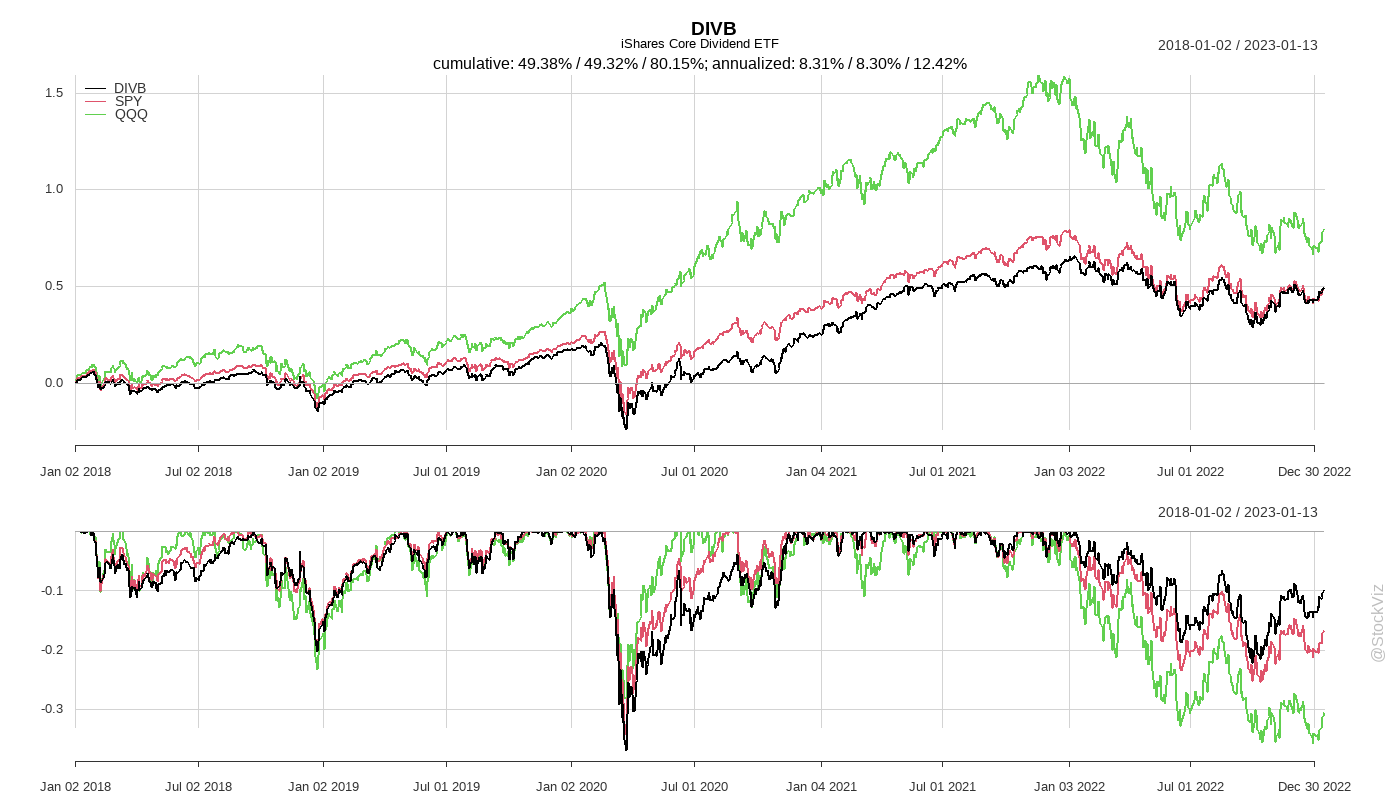 DIVB
iShares Core Dividend ETF
2018-01-02 / 2023-01-13
cumulative: 49.38% / 49.32% / 80.15%; annualized: 8.31% / 8.30% / 12.42%
DIVB
SPY
QQQ
1.5
1.0
0.5
0.0
Jan 02 2018 Jul 02 2018 Jan 02 2019 Jul 01 2019 Jan 02 2020 Jul 01 2020 Jan 04 2021 Jul 01 2021 Jan 03 2022 Jul 01 2022 Dec 30 2022
2018-01-02 / 2023-01-13
-0.1
-0.2
-0.3
Jan 02 2018 Jul 02 2018 Jan 02 2019 Jul 01 2019 Jan 02 2020 Jul 01 2020 Jan 04 2021 Jul 01 2021 Jan 03 2022 Jul 01 2022 Dec 30 2022
@StockViz